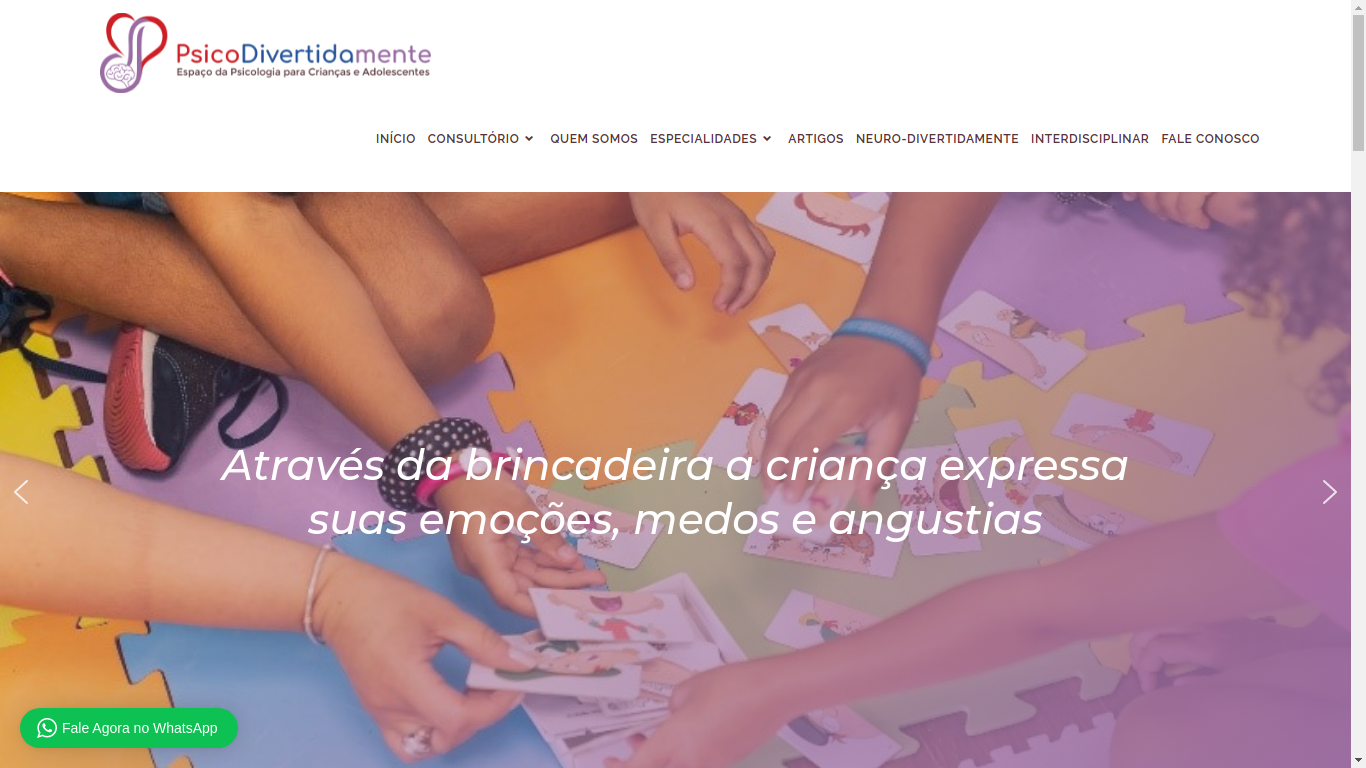 PsicoDivertidamente
Espaço da Psicologia para Crianças e Adolescentes
INÍCIO CONSULTÓRIO QUEM SOMOS ESPECIALIDADES ARTIGOS NEURO-DIVERTIDAMENTE INTERDISCIPLINAR FALE CONOSCO
Através da brincadeira a criança expressa
suas emoções, medos e angustias
Fale Agora no WhatsApp